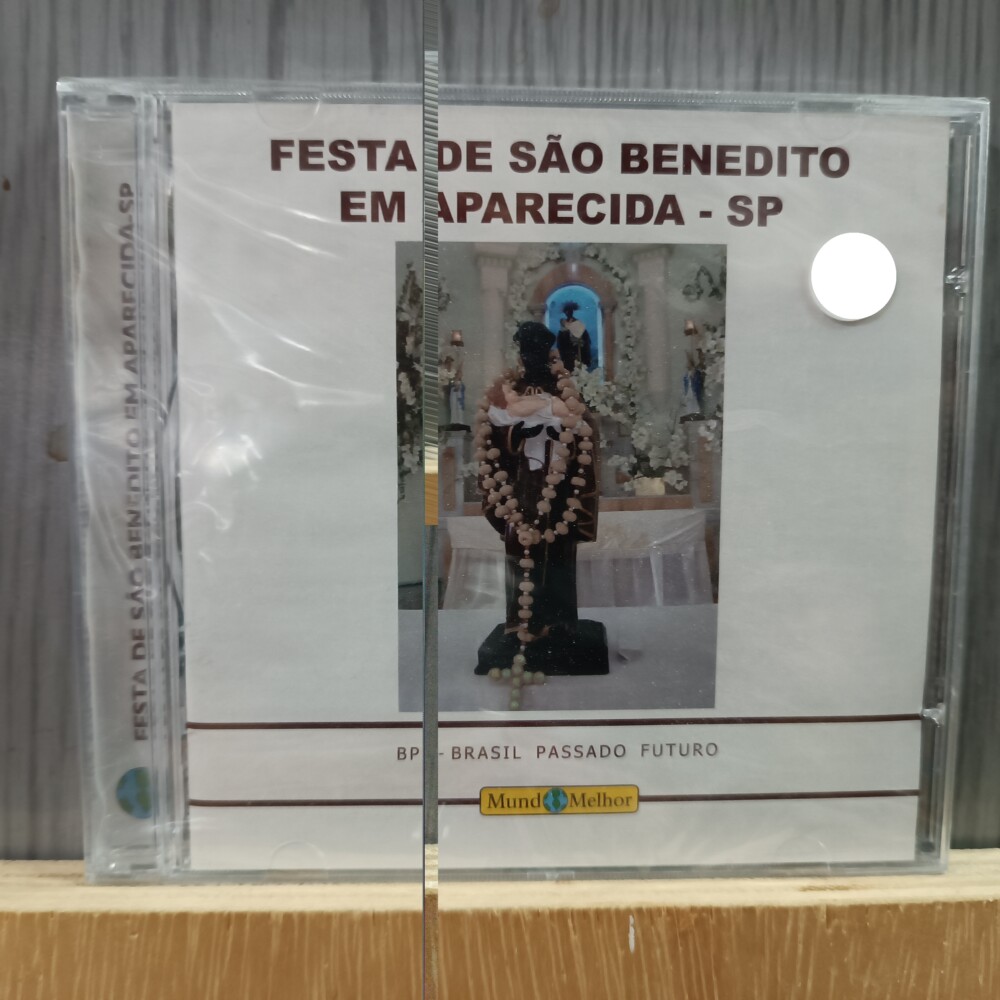 FESTA DE SÃO BENEDITO
EM APARECIDA - SP
BRASIL PASSADO FUTURO
Mund Melhor
FESTA DE SÃO BENEDITO EM APARECIDA-SP